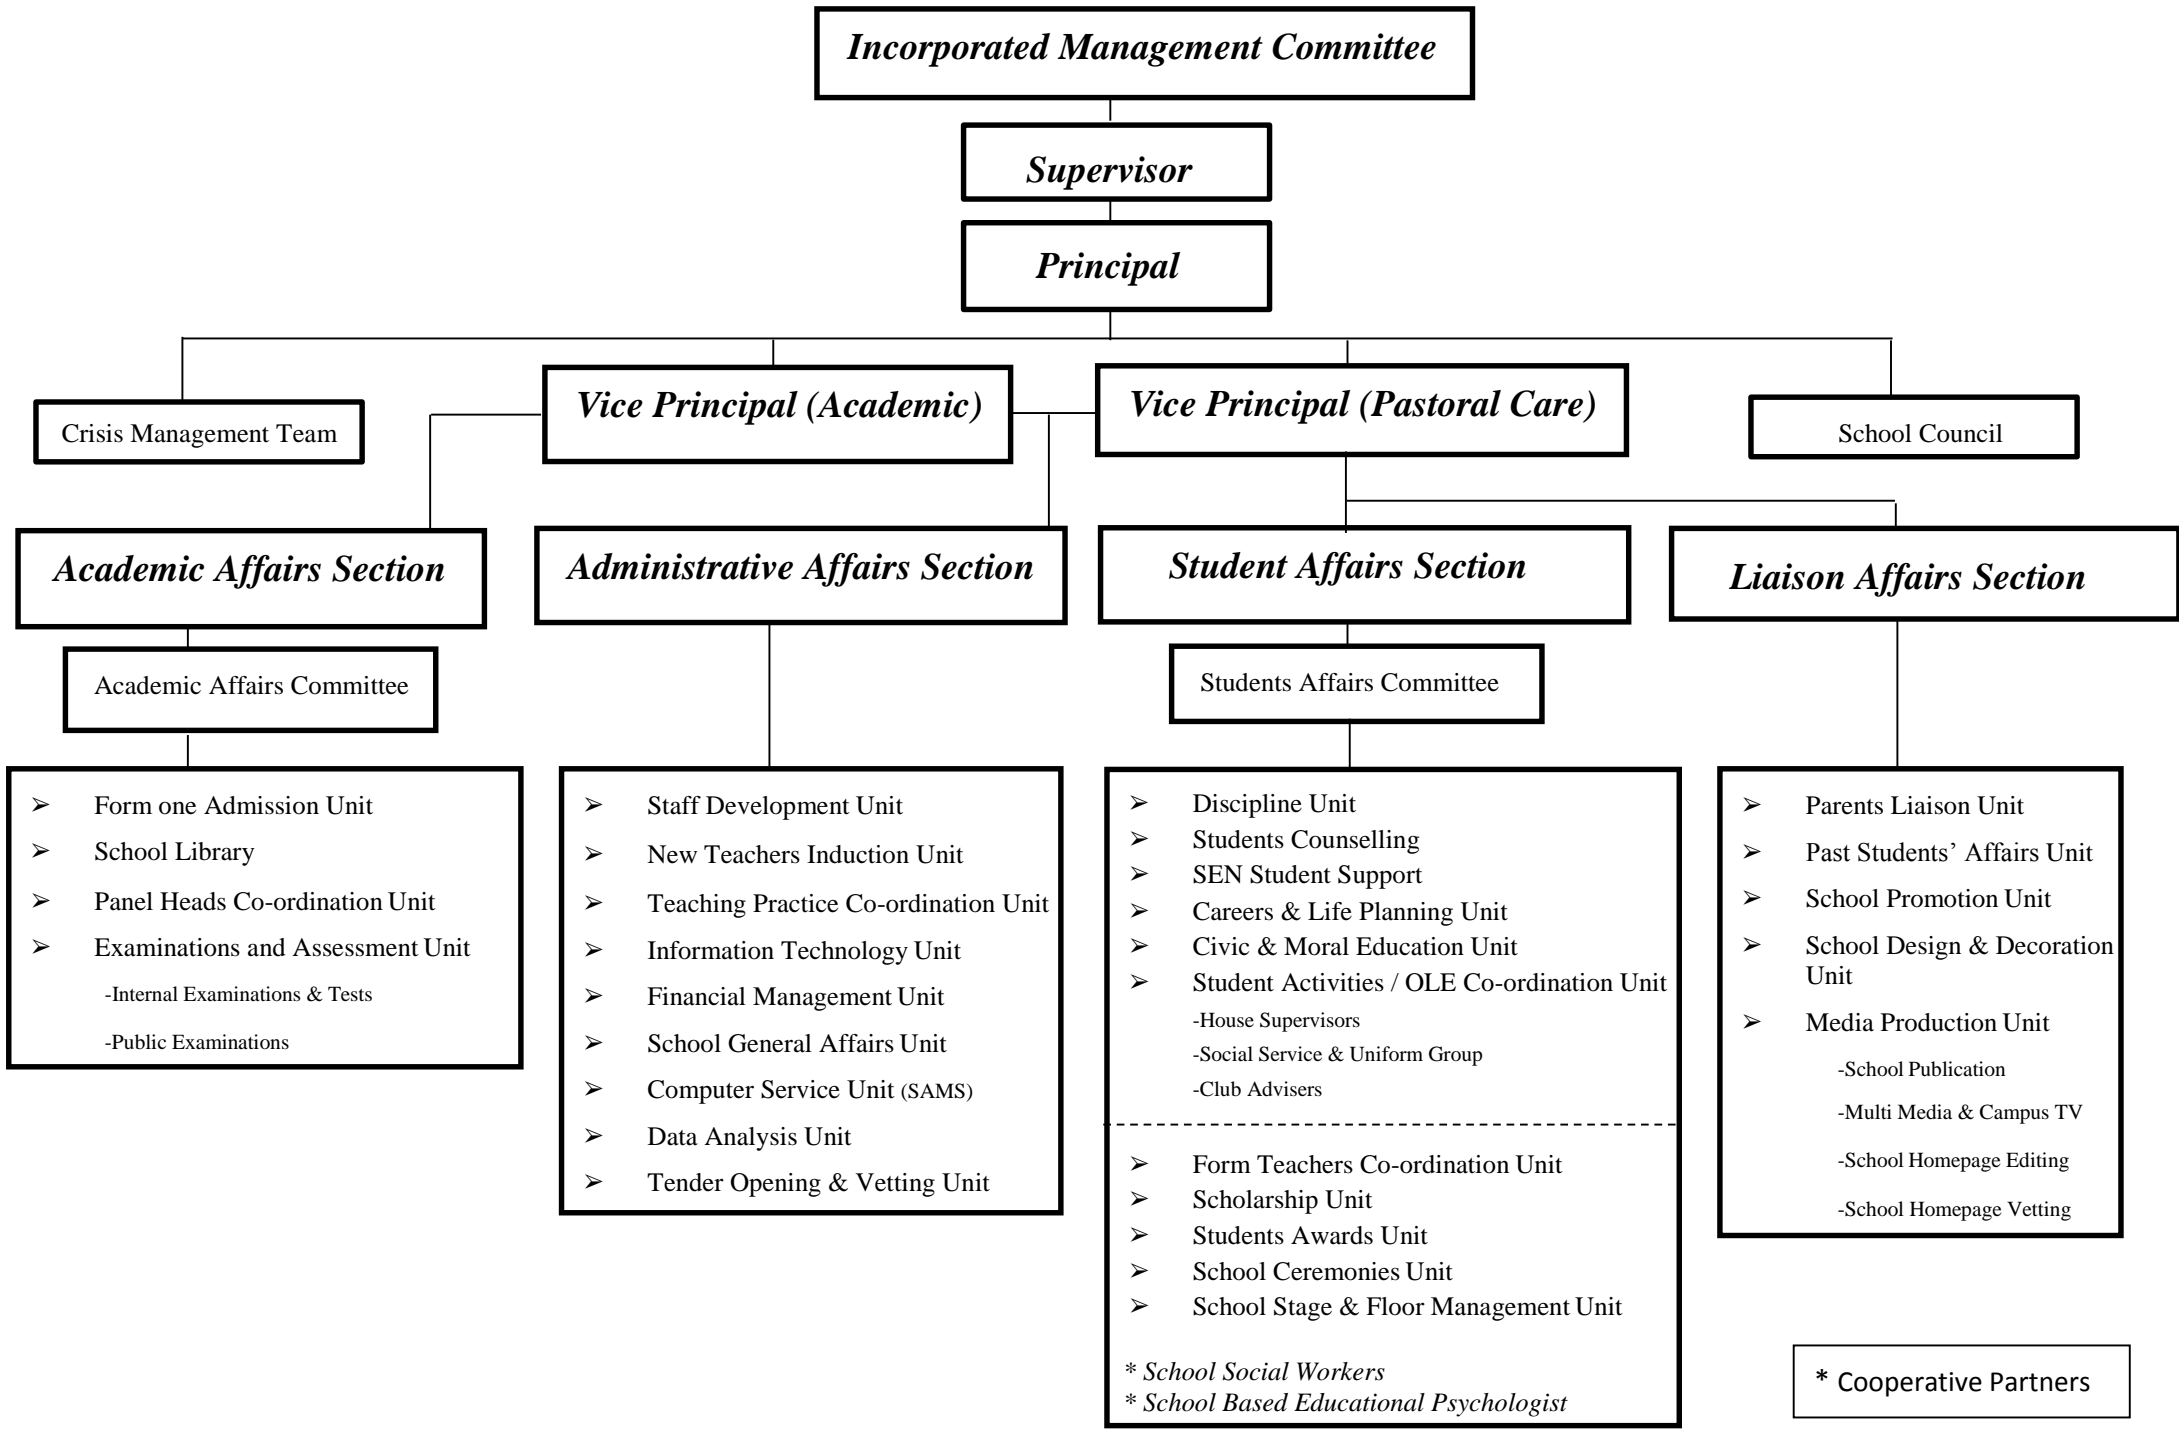 Incorporated Management Committee
Supervisor
Principal
Crisis Management Team
Vice Principal (Academic)
Vice Principal (Pastoral Care)
School Council
Academic Affairs Section
Administrative Affairs Section
Student Affairs Section
Liaison Affairs Section
Academic Affairs Committee
Students Affairs Committee
➢ Form one Admission Unit
➢ School Library
➢ Panel Heads Co-ordination Unit
➢ Examinations and Assessment Unit
-Internal Examinations & Tests
-Public Examinations
➢ Staff Development Unit
➢ New Teachers Induction Unit
➢ Teaching Practice Co-ordination Unit
➢ Information Technology Unit
➢ Financial Management Unit
➢ School General Affairs Unit
➢ Computer Service Unit (SAMS)
➢ Data Analysis Unit
➢ Tender Opening & Vetting Unit
➢ Discipline Unit
➢ Students Counselling
➢ SEN Student Support
➢ Careers & Life Planning Unit
➢ Civic & Moral Education Unit
➢ Student Activities / OLE Co-ordination Unit
-House Supervisors
-Social Service & Uniform Group
-Club Advisers
➢ Form Teachers Co-ordination Unit
➢ Scholarship Unit
➢ Students Awards Unit
➢ School Ceremonies Unit
➢ School Stage & Floor Management Unit
* School Social Workers
* School Based Educational Psychologist
➢ Parents Liaison Unit
➢ Past Students’ Affairs Unit
➢ School Promotion Unit
➢ School Design & Decoration
Unit
➢ Media Production Unit
-School Publication
-Multi Media & Campus TV
-School Homepage Editing
-School Homepage Vetting
* Cooperative Partners